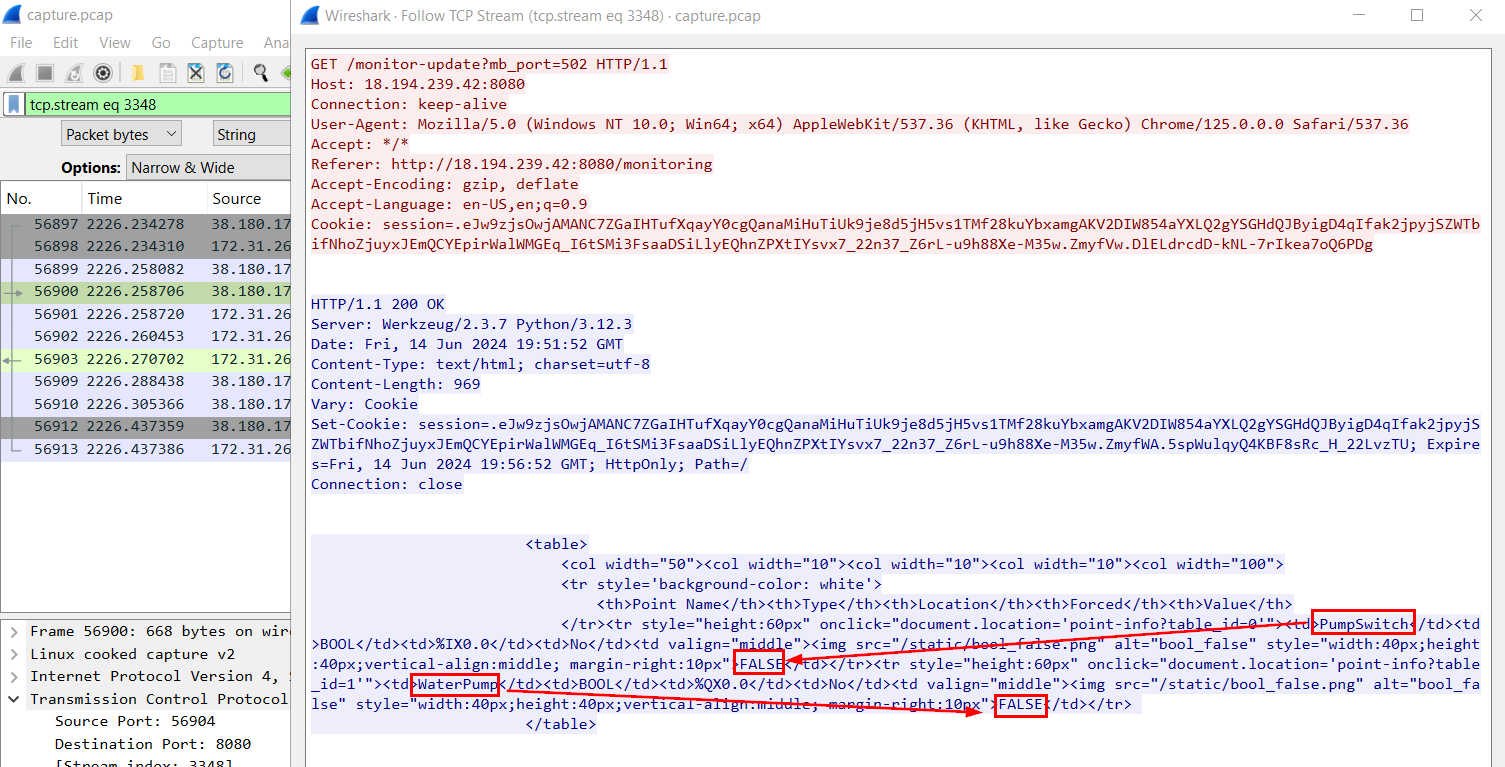 capture.pcap
File Edit View Go Capture Ana
tcp.stream eq 3348
Packet bytes String
Options: Narrow & Wide
No. Time Source
56897 2226.234278 38.180.17
56898 2226.234310 172.31.26
56899 2226.258082 38.180.17
56900 2226.258706 38.180.17
56901 2226.258720 172.31.26
56902 2226.260453 172.31.26
56903 2226.270702 172.31.26
56909 2226.288438 38.180.17
56910 2226.305366 38.180.17
56912 2226.437359 38.180.17
56913 2226.437386 172.31.26
Frame 56900: 668 bytes on wir
Linux cooked capture v2
Internet Protocol Version 4,
Transmission Control Protocol
Source Port: 56904
Destination Port: 8080
[Stream index: 3348]
Wireshark · Follow TCP Stream (tcp.stream eq 3348) · capture.pcap
GET /monitor-update?mb_port=502 HTTP/1.1
Host: 18.194.239.42:8080
Connection: keep-alive
User-Agent: Mozilla/5.0 (Windows NT 10.0; Win64; x64) AppleWebKit/537.36 (KHTML, like Gecko) Chrome/125.0.0.0 Safari/537.36
Accept: */*
Referer: http://18.194.239.42:8080/monitoring
Accept-Encoding: gzip, deflate
Accept-Language: en-US,en;q=0.9
Cookie: session=.eJw9zjsOwjAMANC7ZGaIHTufXqayY0cgQanaMiHuTiUk9je8d5jH5vs1TMf28kuYbxamgAKV2DIW854aYXLQ2gYSGHdQJByigD4qIfak2jpyjSZWTb
ifNhoZjuyxJEmQCYEpirWalWMGEq_I6tSMi3FsaaDSiLlyEQhnZPXtIYsvx7_22n37_Z6rL-u9h88Xe-M35w.ZmyfVw.DlELdrcdD-kNL-7rIkea7oQ6PDg
HTTP/1.1 200 OK
Server: Werkzeug/2.3.7 Python/3.12.3
Date: Fri, 14 Jun 2024 19:51:52 GMT
Content-Type: text/html; charset=utf-8
Content-Length: 969
Vary: Cookie
Set-Cookie: session=.eJw9zjsOwjAMANC7ZGaIHTufXqayY0cgQanaMiHuTiUk9je8d5jH5vs1TMf28kuYbxamgAKV2DIW854aYXLQ2gYSGHdQJByigD4qIfak2jpyjS
ZWTbifNhoZjuyxJEmQCYEpirWalWMGEq_I6tSMi3FsaaDSiLlyEQhnZPXtIYsvx7_22n37_Z6rL-u9h88Xe-M35w.ZmyfWA.5spWulqyQ4KBF8sRc_H_22LvzTU; Expire
s=Fri, 14 Jun 2024 19:56:52 GMT; HttpOnly; Path=/
Connection: close
<table>
<col width="50"><col width="10"><col width="10"><col width="10"><col width="100">
<tr style='background-color: white'>
<th>Point Name</th><th>Type</th><th>Location</th><th>Forced</th><th>Value</th>
</tr><tr style="height:60px" onclick="document.location='point-info?table_id=0'"><td>PumpSwitch</td><td
>BOOL</td><td>%IX0.0</td><td>No</td><td valign="middle"><img src="/static/bool_false.png" alt="bool_false" style="width:40px;height
:40px;vertical-align:middle; margin-right:10px">FALSE</td></tr><tr style="height:60px" onclick="document.location='point-info?table
_id=1'"><td>WaterPump</td><td>BOOL</td><td>%QX0.0</td><td>No</td><td valign="middle"><img src="/static/bool_false.png" alt="bool_fa
lse" style="width:40px;height:40px;vertical-align:middle; margin-right:10px">FALSE</td></tr>
</table>